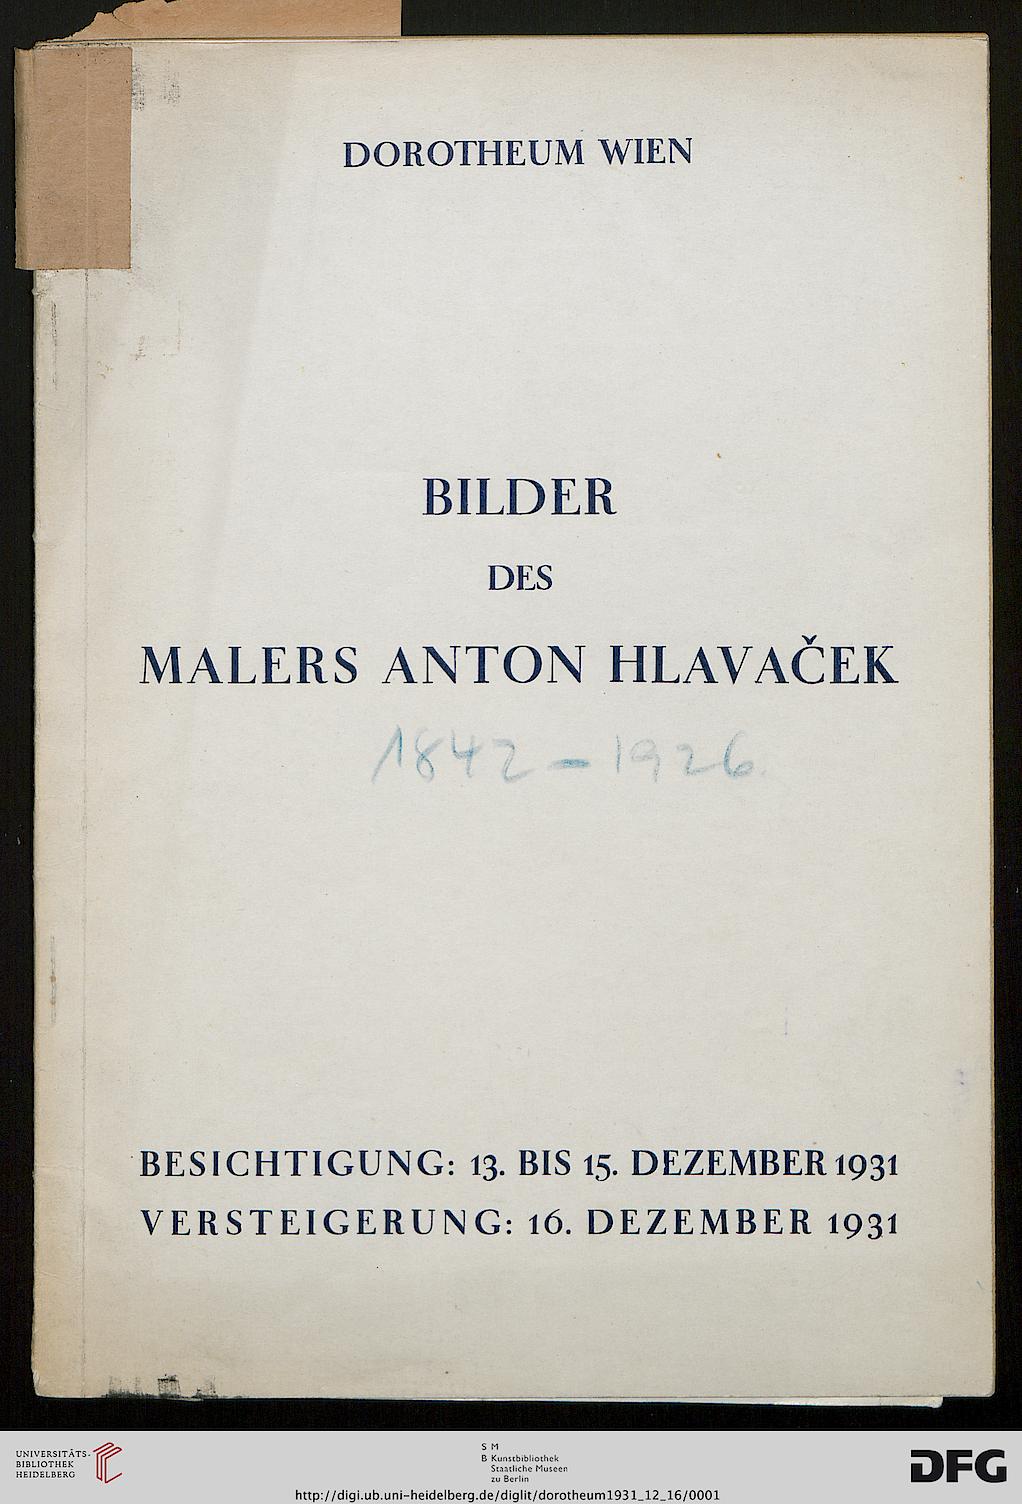 DOROTHEUM WIEN
BILDER
DES
MALERS ANTON HLAVAČEK
1842 - 1926.
BESICHTIGUNG: 13. BIS 15. DEZEMBER 1931
VERSTEIGERUNG: 16. DEZEMBER 1931
UNIVERSITÄTS-
BIBLIOTHEK
HEIDELBERG
S M
B Kunstbibliothek
Staatliche Museen
zu Berlin
DFG
http://digi.ub.uni-heidelberg.de/diglit/dorotheum1931_12_16/0001